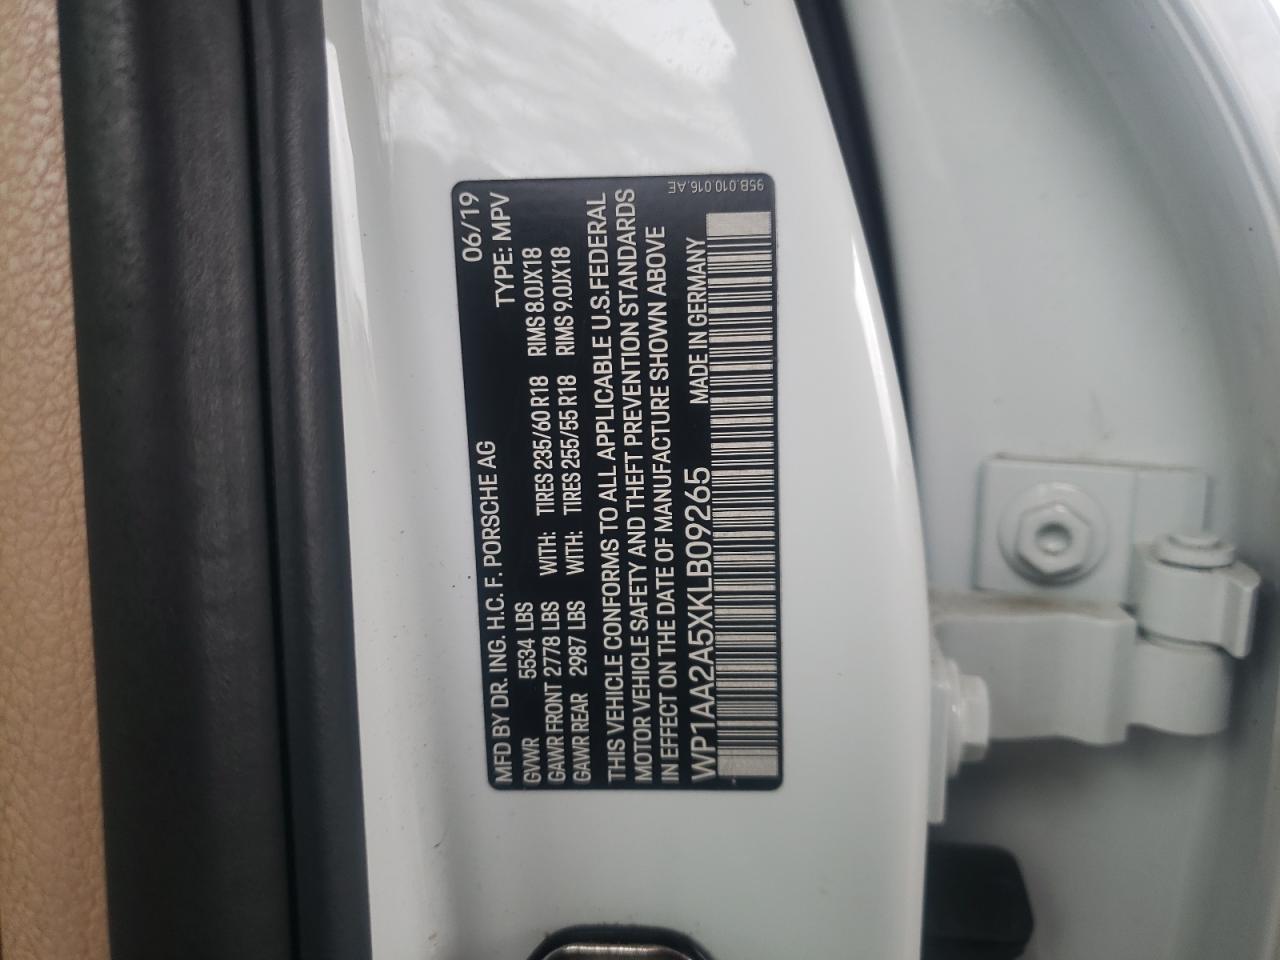 06/19
MFD BY DR. ING. H.C. F. PORSCHE AG TYPE: MPV
GVWR 5534 LBS
GAWR FRONT 2778 LBS WITH: TIRES 235/60 R18 RIMS 8.0JX18
GAWR REAR 2987 LBS WITH: TIRES 255/55 R18 RIMS 9.0JX18
THIS VEHICLE CONFORMS TO ALL APPLICABLE U.S.FEDERAL
MOTOR VEHICLE SAFETY AND THEFT PREVENTION STANDARDS
IN EFFECT ON THE DATE OF MANUFACTURE SHOWN ABOVE
WP1AA2A5XKLB09265 MADE IN GERMANY
95B.010.016.AE